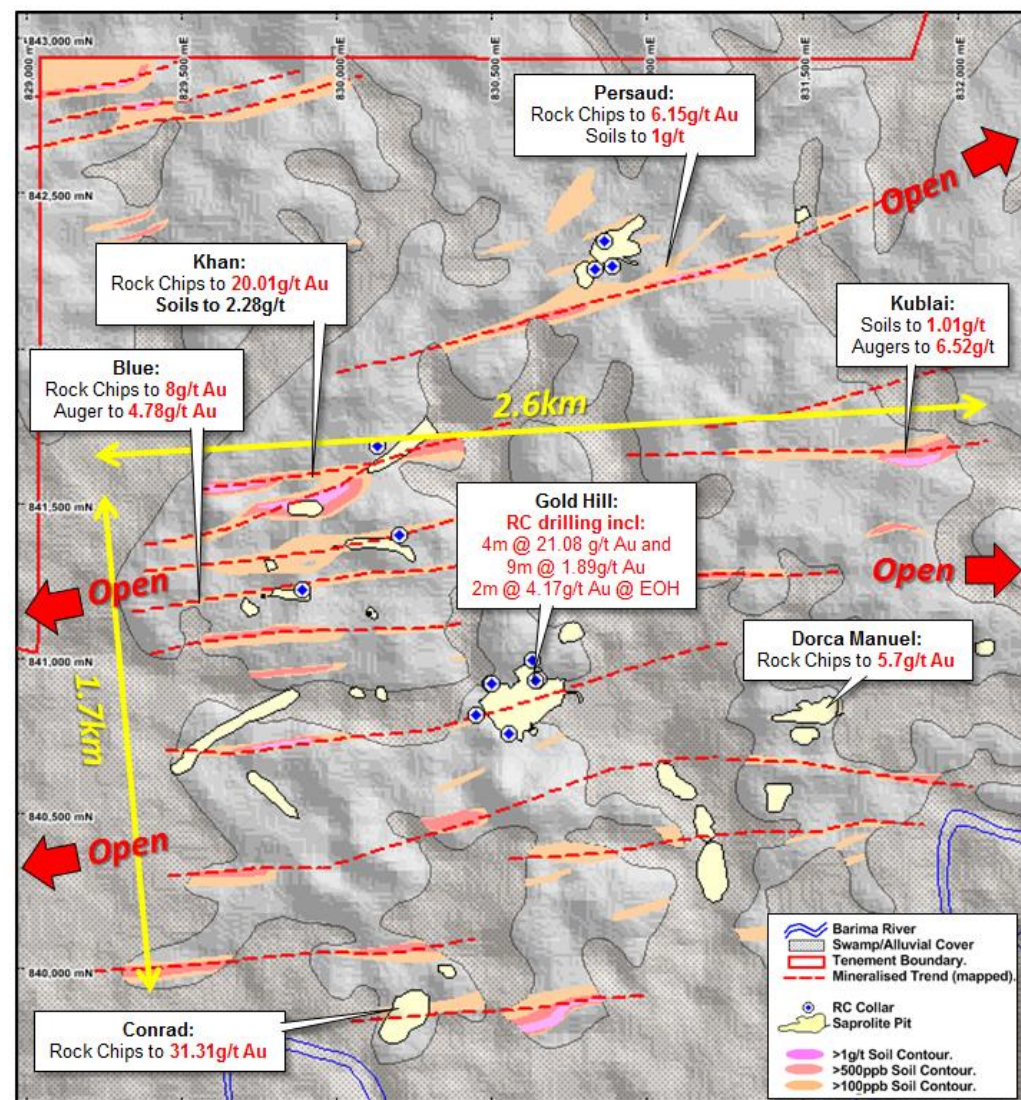 843,000 mN
829,000 mE
829,500 mE
830,000 mE
830,500 mE
mE
831,500 mE
832,000 mE
Persaud:
Rock Chips to 6.15g/t Au
Soils to 1g/t
Open
842,500 mN
Khan:
Rock Chips to 20.01g/t Au
Soils to 2.28g/t
Kublai:
Soils to 1.01g/t
Augers to 6.52g/t
Blue:
Rock Chips to 8g/t Au
Auger to 4.78g/t Au
2.6km
841,500 mN
Gold Hill:
RC drilling incl:
4m @ 21.08 g/t Au and
9m @ 1.89g/t Au
2m @ 4.17g/t Au @ EOH
Open
Open
841,000 mN
Dorca Manuel:
Rock Chips to 5.7g/t Au
1.7km
840,500 mN
Open
840,000 mN
Conrad:
Rock Chips to 31.31g/t Au
Barima River
Swamp/Alluvial Cover
Tenement Boundary.
Mineralised Trend (mapped).
RC Collar
Saprolite Pit
>1g/t Soil Contour.
>500ppb Soil Contour.
>100ppb Soil Contour.